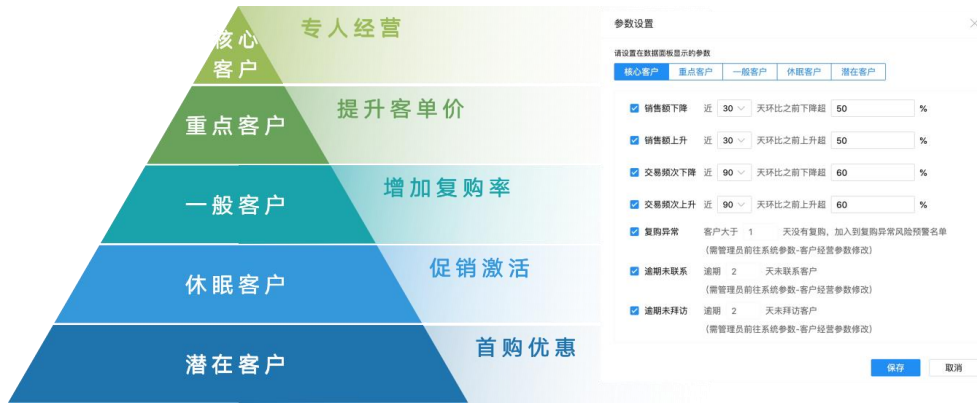 核心
客户
专人经营
重点客户
提升客单价
一般客户
增加复购率
休眠客户
促销激活
潜在客户
首购优惠
参数设置
请设置在数据面板显示的参数
核心客户 重点客户 一般客户 休眠客户 潜在客户
销售额下降 近 30 天环比之前下降超 50 %
销售额上升 近 30 天环比之前上升超 50 %
交易频次下降 近 90 天环比之前下降超 60 %
交易频次上升 近 90 天环比之前上升超 60 %
复购异常 客户大于 1 天没有复购，加入到复购异常风险预警名单
(需管理员前往系统参数-客户经营参数修改)
逾期未联系 逾期 2 天未联系客户
(需管理员前往系统参数-客户经营参数修改)
逾期未拜访 逾期 2 天未拜访客户
(需管理员前往系统参数-客户经营参数修改)
保存 取消